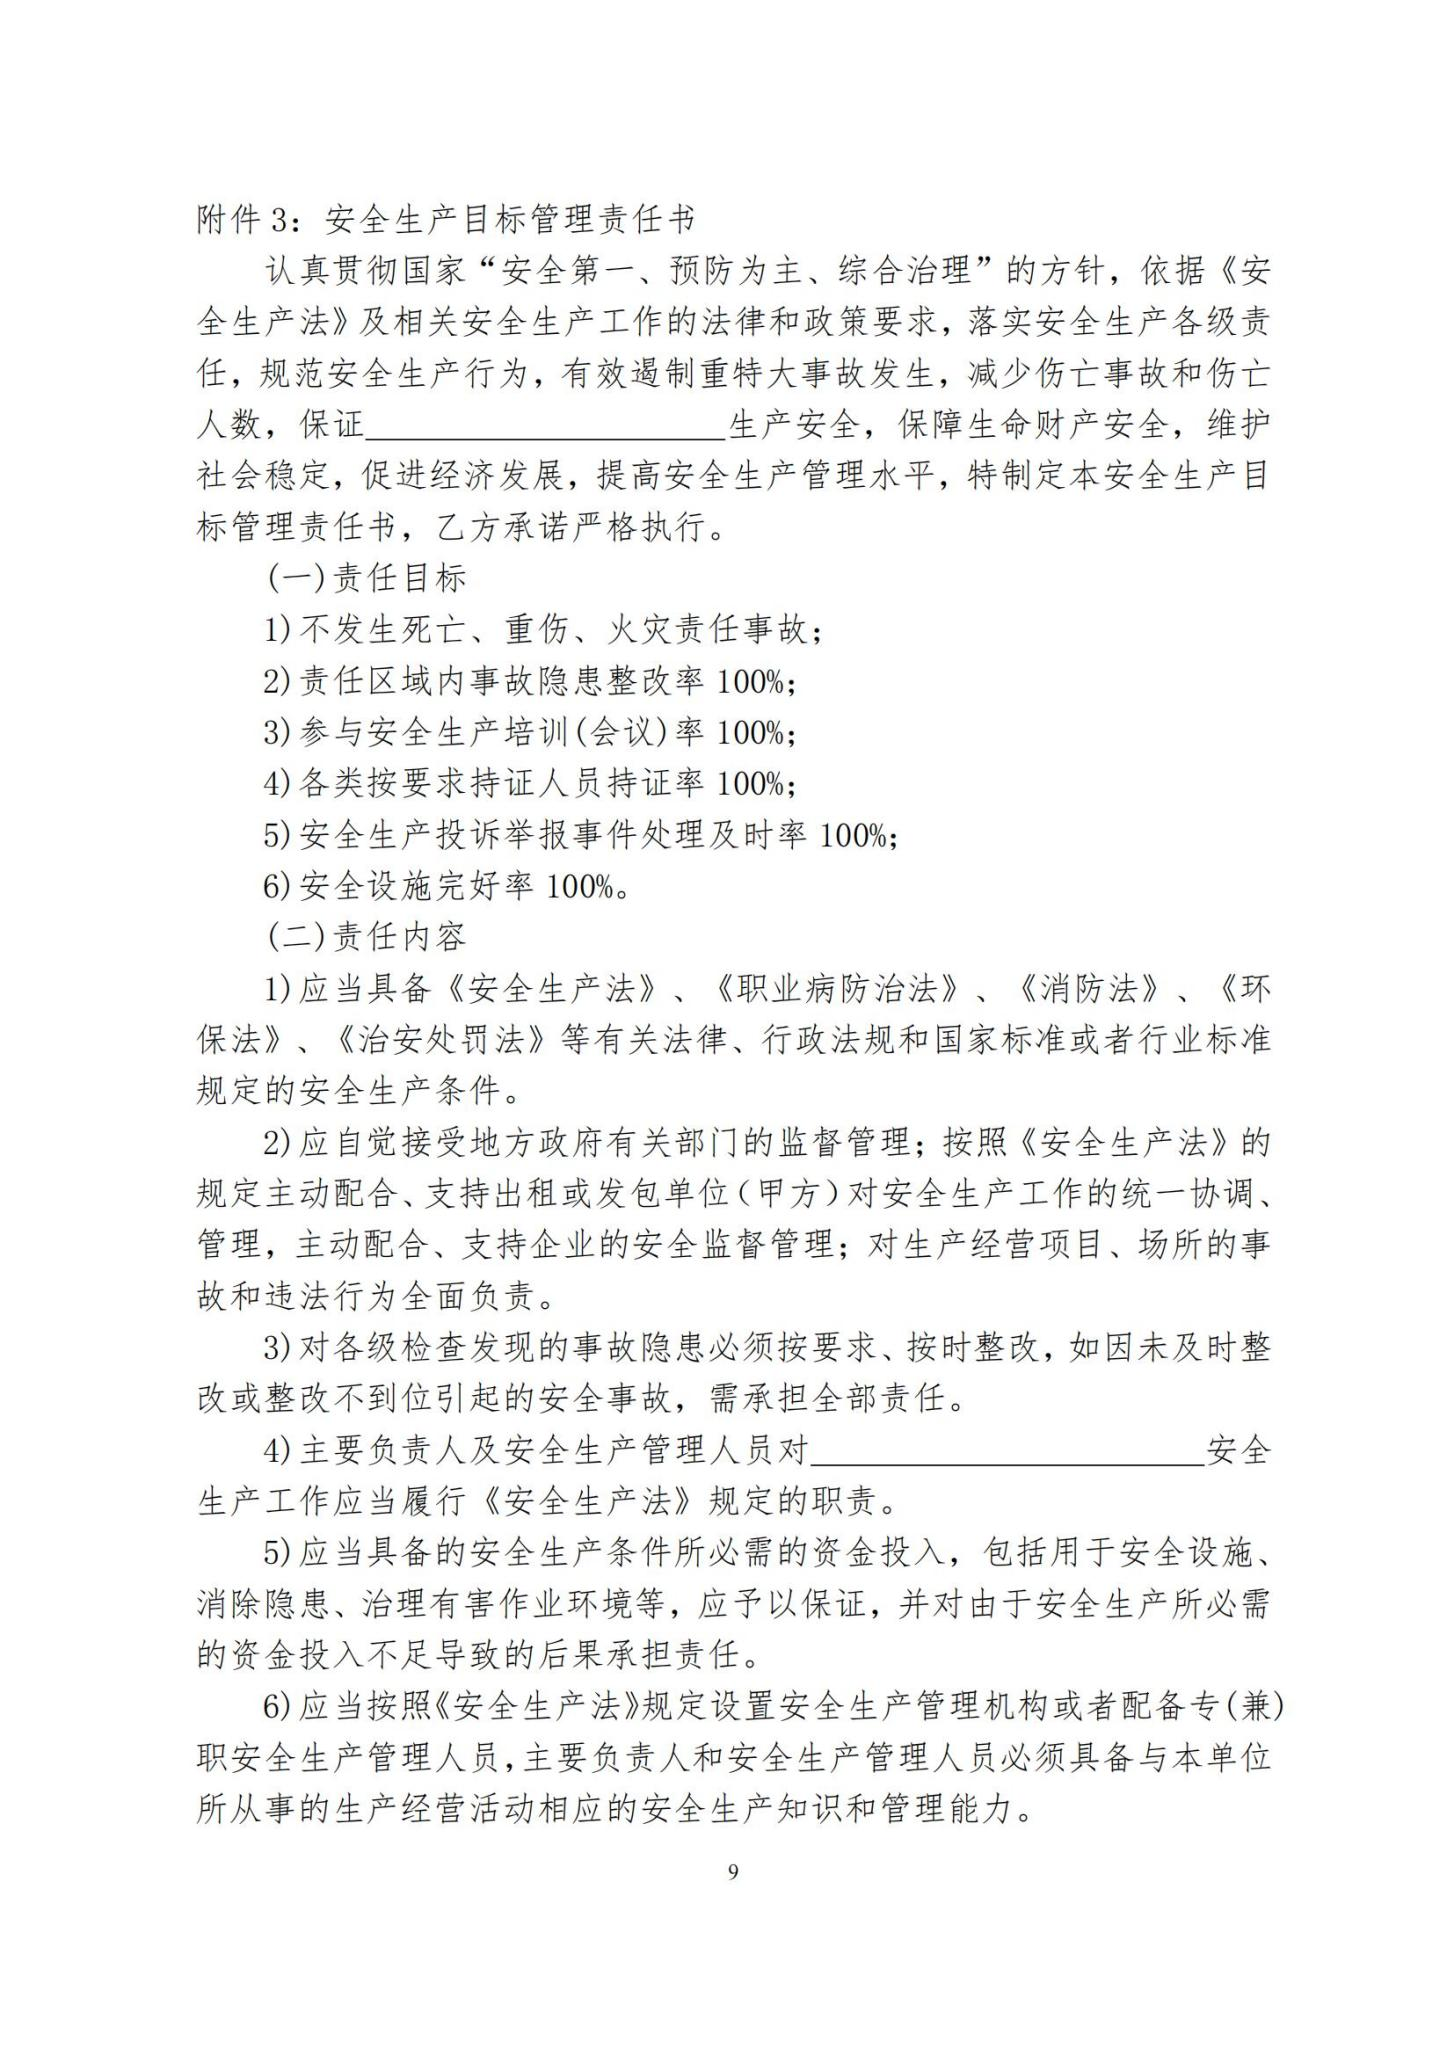 附件3：安全生产目标管理责任书
认真贯彻国家“安全第一、预防为主、综合治理”的方针，依据《安
全生产法》及相关安全生产工作的法律和政策要求，落实安全生产各级责
任，规范安全生产行为，有效遏制重特大事故发生，减少伤亡事故和伤亡
人数，保证____________________生产安全，保障生命财产安全，维护
社会稳定，促进经济发展，提高安全生产管理水平，特制定本安全生产目
标管理责任书，乙方承诺严格执行。
(一)责任目标
1)不发生死亡、重伤、火灾责任事故；
2)责任区域内事故隐患整改率100%；
3)参与安全生产培训(会议)率100%；
4)各类按要求持证人员持证率100%；
5)安全生产投诉举报事件处理及时率100%；
6)安全设施完好率100%。
(二)责任内容
1)应当具备《安全生产法》、《职业病防治法》、《消防法》、《环
保法》、《治安处罚法》等有关法律、行政法规和国家标准或者行业标准
规定的安全生产条件。
2)应自觉接受地方政府有关部门的监督管理；按照《安全生产法》的
规定主动配合、支持出租或发包单位（甲方）对安全生产工作的统一协调、
管理，主动配合、支持企业的安全监督管理；对生产经营项目、场所的事
故和违法行为全面负责。
3)对各级检查发现的事故隐患必须按要求、按时整改，如因未及时整
改或整改不到位引起的安全事故，需承担全部责任。
4)主要负责人及安全生产管理人员对______________________安全
生产工作应当履行《安全生产法》规定的职责。
5)应当具备的安全生产条件所必需的资金投入，包括用于安全设施、
消除隐患、治理有害作业环境等，应予以保证，并对由于安全生产所必需
的资金投入不足导致的后果承担责任。
6)应当按照《安全生产法》规定设置安全生产管理机构或者配备专(兼)
职安全生产管理人员，主要负责人和安全生产管理人员必须具备与本单位
所从事的生产经营活动相应的安全生产知识和管理能力。
9